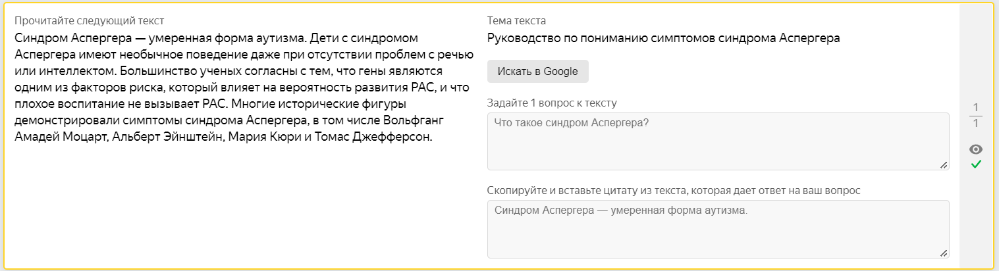 Прочитайте следующий текст
Синдром Аспергера — умеренная форма аутизма. Дети с синдромом
Аспергера имеют необычное поведение даже при отсутствии проблем с речью
или интеллектом. Большинство ученых согласны с тем, что гены являются
одним из факторов риска, который влияет на вероятность развития РАС, и что
плохое воспитание не вызывает РАС. Многие исторические фигуры
демонстрировали симптомы синдрома Аспергера, в том числе Вольфганг
Амадей Моцарт, Альберт Эйнштейн, Мария Кюри и Томас Джефферсон.
Тема текста
Руководство по пониманию симптомов синдрома Аспергера
Искать в Google
Задайте 1 вопрос к тексту
Что такое синдром Аспергера?
Скопируйте и вставьте цитату из текста, которая дает ответ на ваш вопрос
Синдром Аспергера — умеренная форма аутизма.
1
1